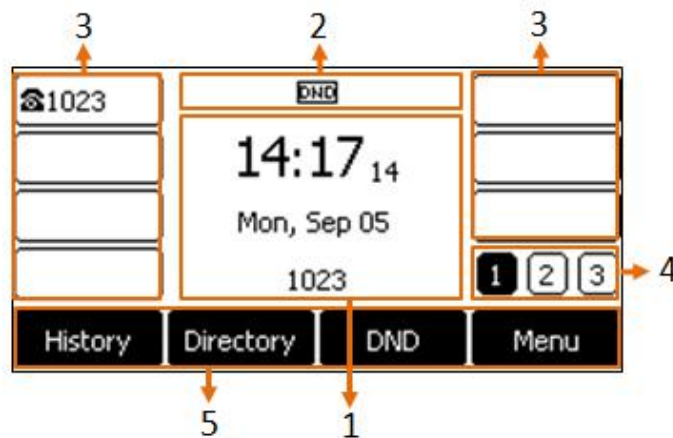 3 2 3
☎1023 DND
14:17 14
Mon, Sep 05
1023 1 2 3 4
History Directory DND Menu
5 1